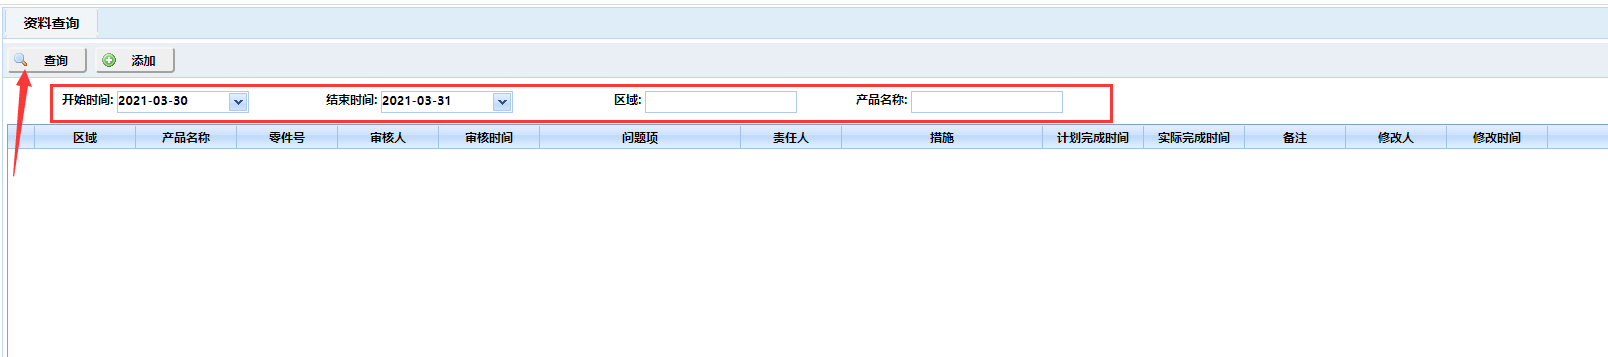 资料查询
查询 添加
开始时间: 2021-03-30 结束时间: 2021-03-31 区域: 产品名称:
区域 产品名称 零件号 审核人 审核时间 问题项 责任人 措施 计划完成时间 实际完成时间 备注 修改人 修改时间